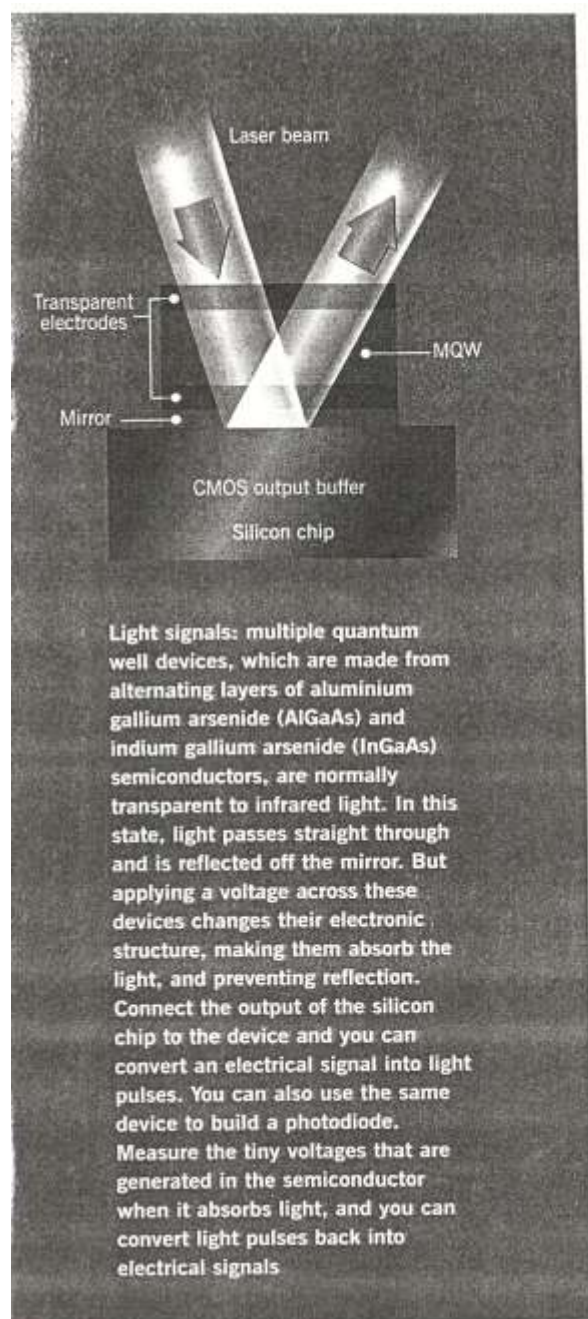 Laser beam
Transparent
electrodes
MQW
Mirror
CMOS output buffer
Silicon chip
Light signals: multiple quantum
well devices, which are made from
alternating layers of aluminium
gallium arsenide (AlGaAs) and
indium gallium arsenide (InGaAs)
semiconductors, are normally
transparent to infrared light. In this
state, light passes straight through
and is reflected off the mirror. But
applying a voltage across these
devices changes their electronic
structure, making them absorb the
light, and preventing reflection.
Connect the output of the silicon
chip to the device and you can
convert an electrical signal into light
pulses. You can also use the same
device to build a photodiode.
Measure the tiny voltages that are
generated in the semiconductor
when it absorbs light, and you can
convert light pulses back into
electrical signals